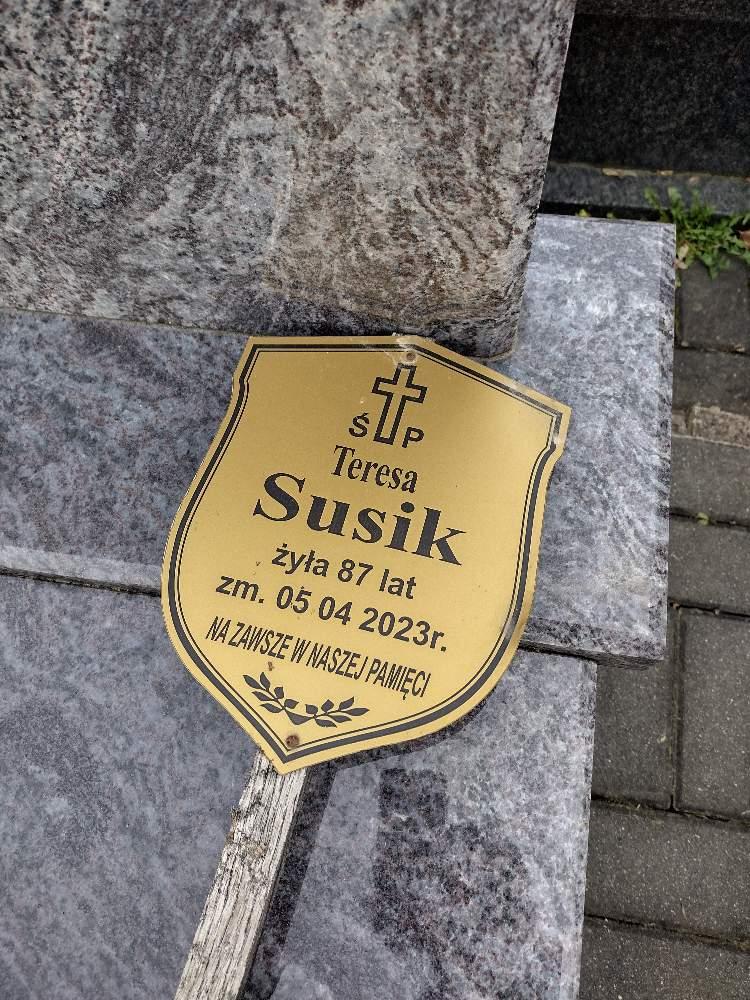 Ś P
Teresa
Susik
żyła 87 lat
zm. 05 04 2023r.
NA ZAWSZE W NASZEJ PAMIĘCI